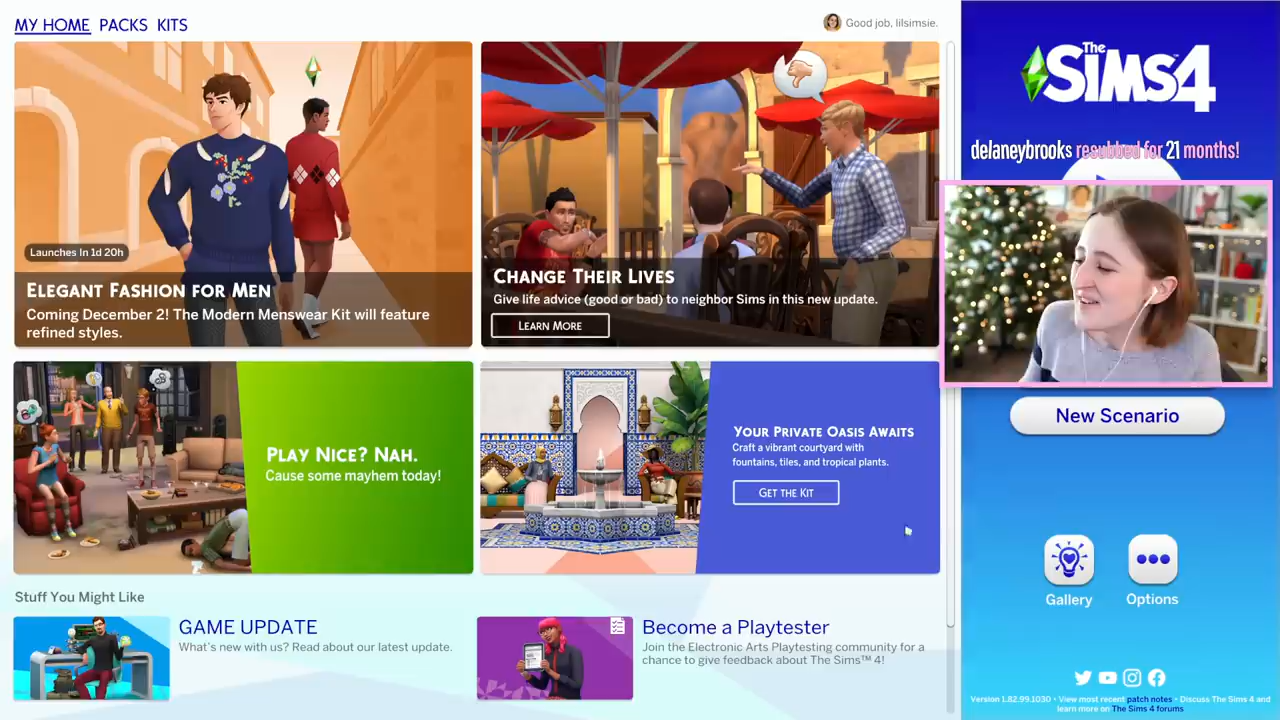 MY HOME PACKS KITS
Good job, lilsimsie.
Launches In 1d 20h
ELEGANT FASHION FOR MEN
Coming December 2! The Modern Menswear Kit will feature
refined styles.
CHANGE THEIR LIVES
Give life advice (good or bad) to neighbor Sims in this new update.
LEARN MORE
PLAY NICE? NAH.
Cause some mayhem today!
YOUR PRIVATE OASIS AWAITS
Craft a vibrant courtyard with
fountains, tiles, and tropical plants.
GET THE KIT
Stuff You Might Like
GAME UPDATE
What's new with us? Read about our latest update.
Become a Playtester
Join the Electronic Arts Playtesting community for a
chance to give feedback about The Sims™ 4!
The SIMS 4
delaneybrooks resubbed for 21 months!
New Scenario
Gallery
Options
Version 1.82.99.1030 • View most recent patch notes • Discuss The Sims 4 and
learn more on The Sims 4 forums